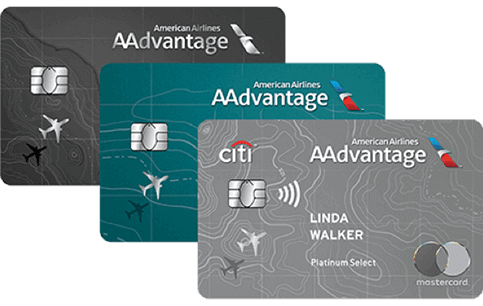 American Airlines
AAdvantage
American Airlines
AAdvantage
citi
American Airlines
AAdvantage
LINDA
WALKER
Platinum Select
mastercard